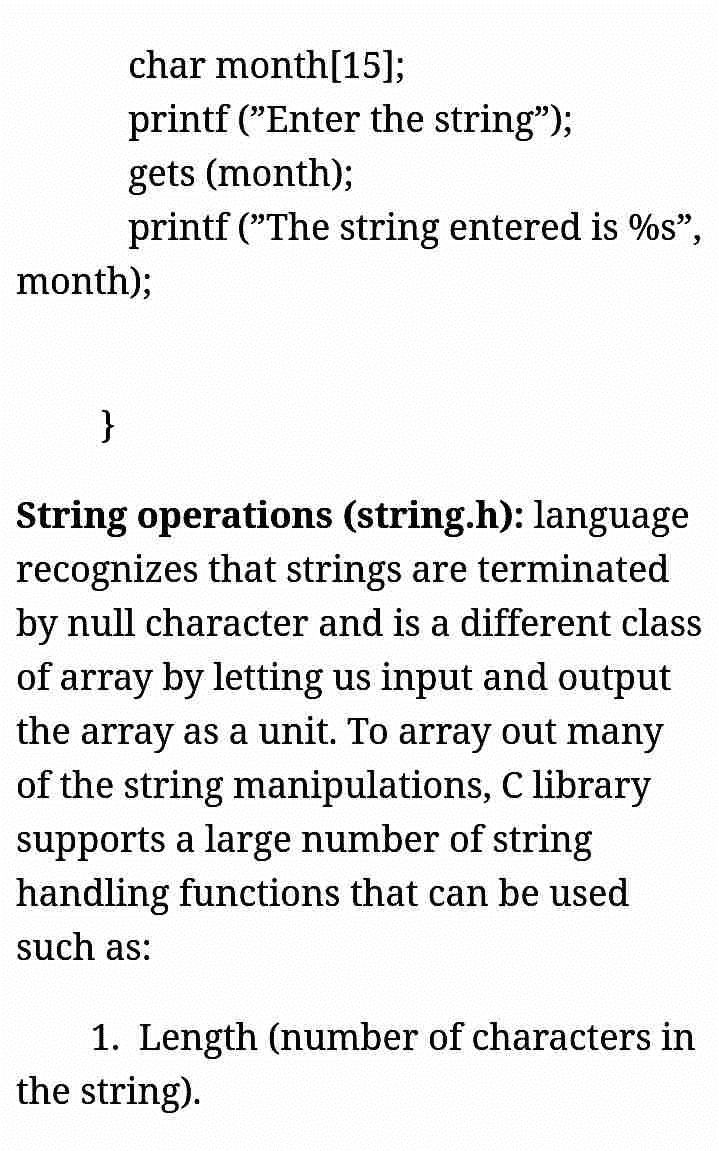 char month[15];
printf (”Enter the string”);
gets (month);
printf (”The string entered is %s”,
month);
}
String operations (string.h): language
recognizes that strings are terminated
by null character and is a different class
of array by letting us input and output
the array as a unit. To array out many
of the string manipulations, C library
supports a large number of string
handling functions that can be used
such as:
1. Length (number of characters in
the string).